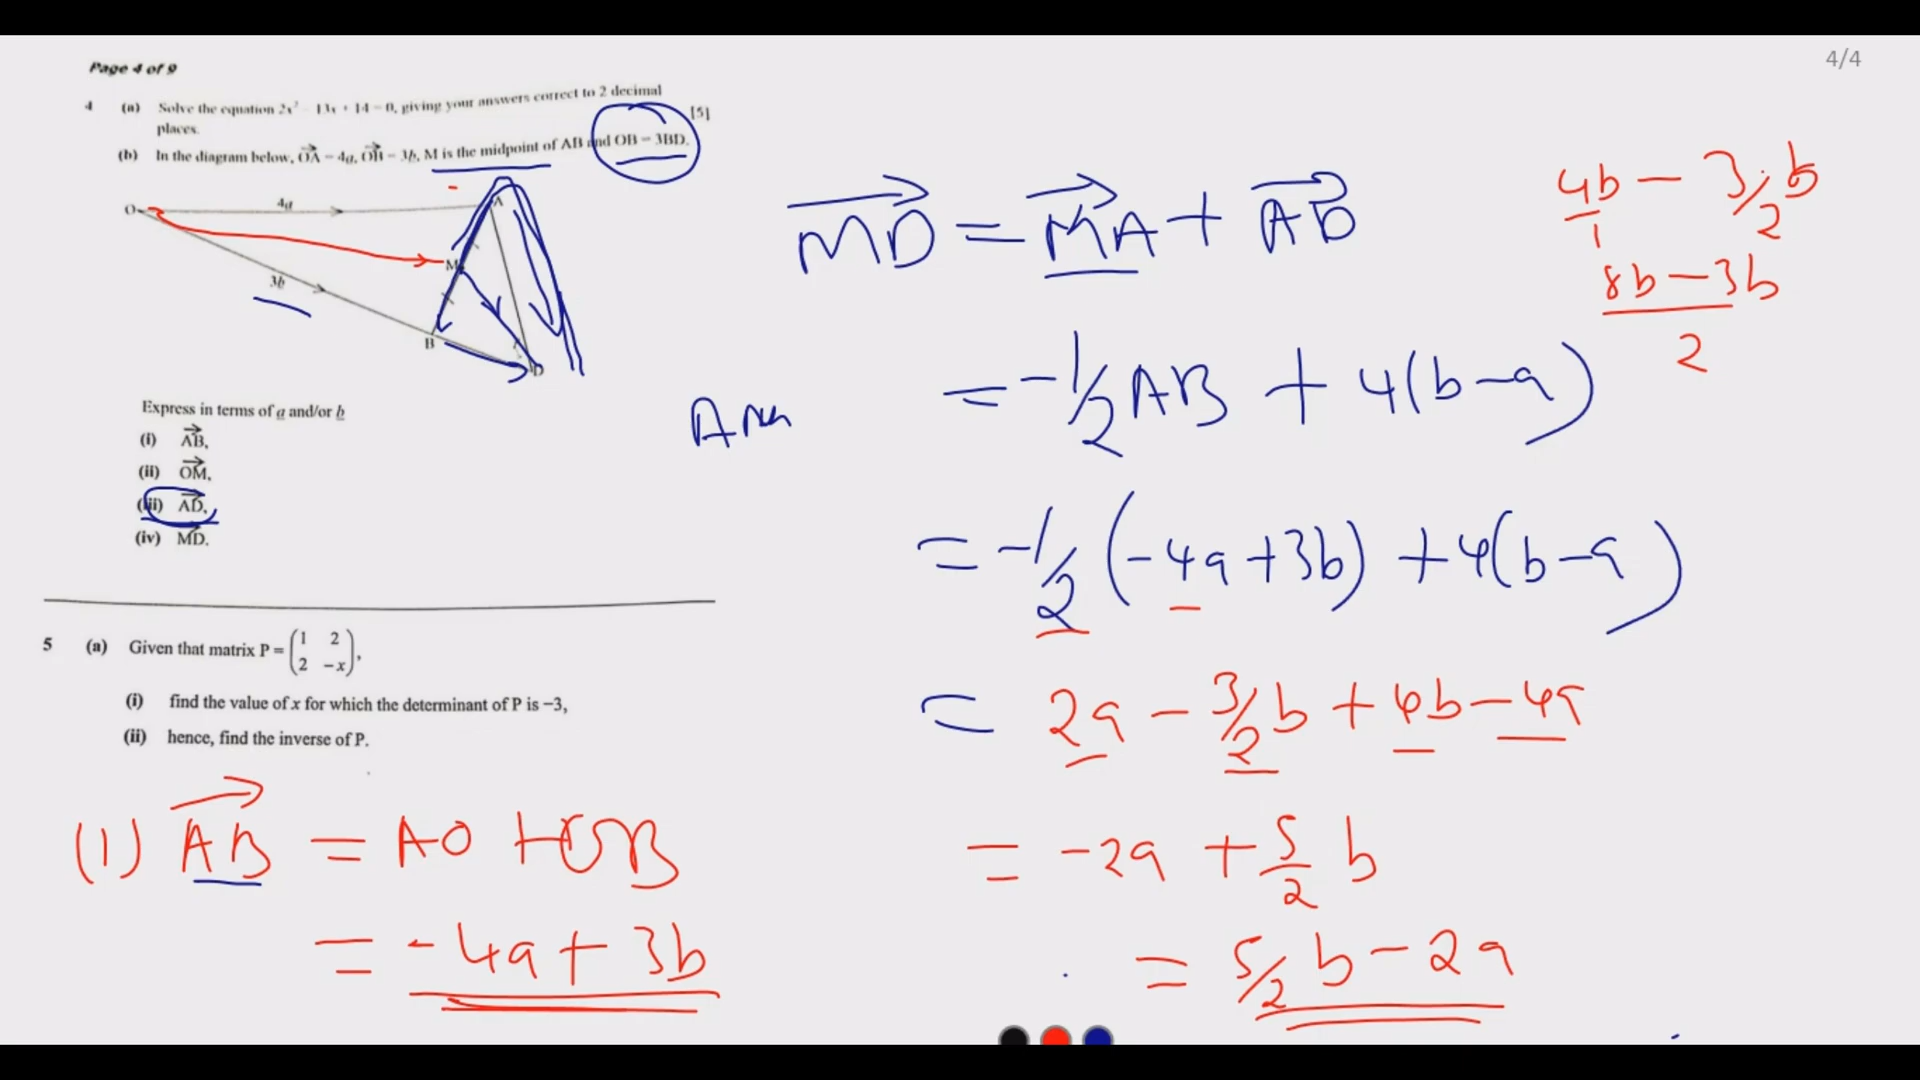 4/4
Page 4 of 9
4 (a) Solve the equation 2x² − 13x + 14 = 0, giving your answers correct to 2 decimal places. [5]
(b) In the diagram below, OA = 4a, OB = 3b, M is the midpoint of AB and OB = 3BD.
O 4a A
M
3b
B D
Express in terms of a and/or b
(i) AB,
(ii) OM,
(iii) AD,
(iv) MD.
5 (a) Given that matrix P = (1 2
2 −x),
(i) find the value of x for which the determinant of P is −3,
(ii) hence, find the inverse of P.
(1) AB = AO + OB
= -4a + 3b
MD = MA + AD
= -1/2 AB + 4(b-a)
= -1/2 (-4a+3b) + 4(b-a)
= 2a - 3/2 b + 4b - 4a
= -2a + 5/2 b
= 5/2 b - 2a
4b/1 - 3/2 b
8b - 3b
2